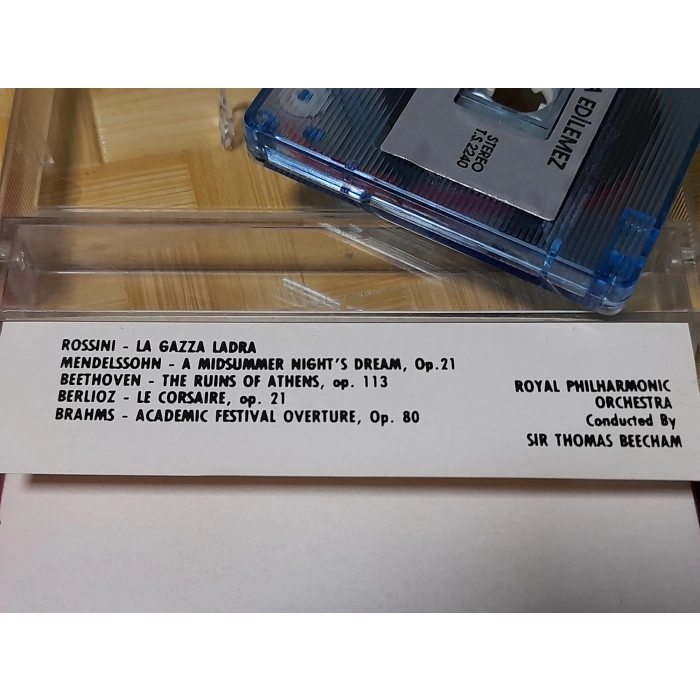 ED/LEMEZ
STEREO
T.S.2240
ROSSINI - LA GAZZA LADRA
MENDELSSOHN - A MIDSUMMER NIGHT'S DREAM, Op.21
BEETHOVEN - THE RUINS OF ATHENS, op. 113
BERLIOZ - LE CORSAIRE, op. 21
BRAHMS - ACADEMIC FESTIVAL OVERTURE, Op. 80
ROYAL PHILHARMONIC
ORCHESTRA
Conducted By
SIR THOMAS BEECHAM